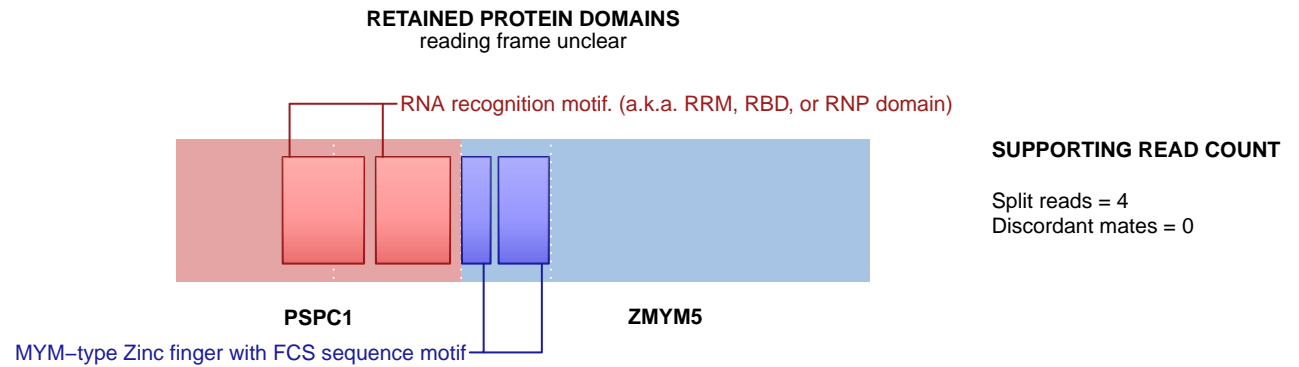 RETAINED PROTEIN DOMAINS
reading frame unclear
RNA recognition motif. (a.k.a. RRM, RBD, or RNP domain)
SUPPORTING READ COUNT
Split reads = 4
Discordant mates = 0
PSPC1
ZMYM5
MYM−type Zinc finger with FCS sequence motif